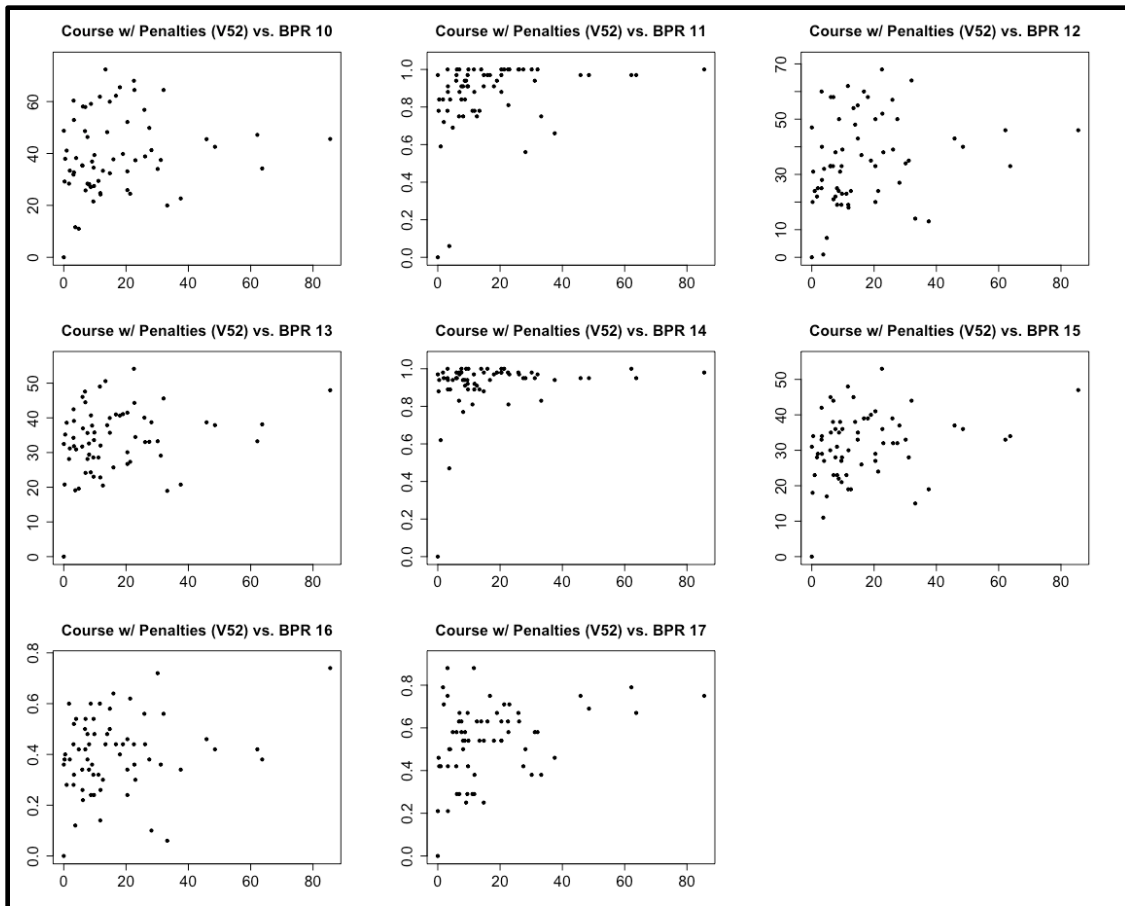 Course w/ Penalties (V52) vs. BPR 10
60
40
20
0
0 20 40 60 80
Course w/ Penalties (V52) vs. BPR 11
1.0
0.8
0.6
0.4
0.2
0.0
0 20 40 60 80
Course w/ Penalties (V52) vs. BPR 12
70
50
30
10
0
0 20 40 60 80
Course w/ Penalties (V52) vs. BPR 13
50
40
30
20
10
0
0 20 40 60 80
Course w/ Penalties (V52) vs. BPR 14
1.0
0.8
0.6
0.4
0.2
0.0
0 20 40 60 80
Course w/ Penalties (V52) vs. BPR 15
50
40
30
20
10
0
0 20 40 60 80
Course w/ Penalties (V52) vs. BPR 16
0.8
0.6
0.4
0.2
0.0
0 20 40 60 80
Course w/ Penalties (V52) vs. BPR 17
0.8
0.6
0.4
0.2
0.0
0 20 40 60 80